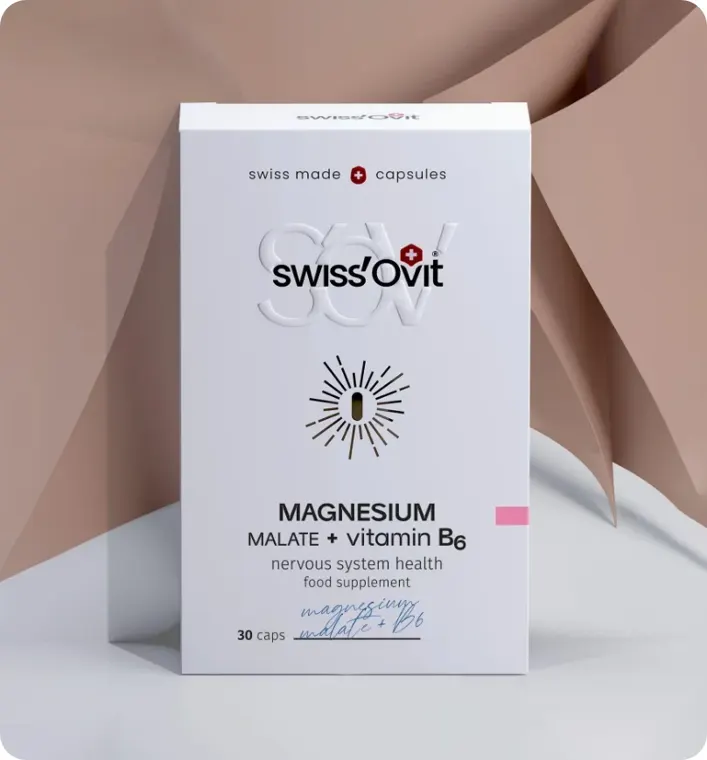 swiss'Ovit
swiss made capsules
SOV
swiss'Ovit®
MAGNESIUM
MALATE + vitamin B6
nervous system health
food supplement
magnesium
malate + B6
30 caps